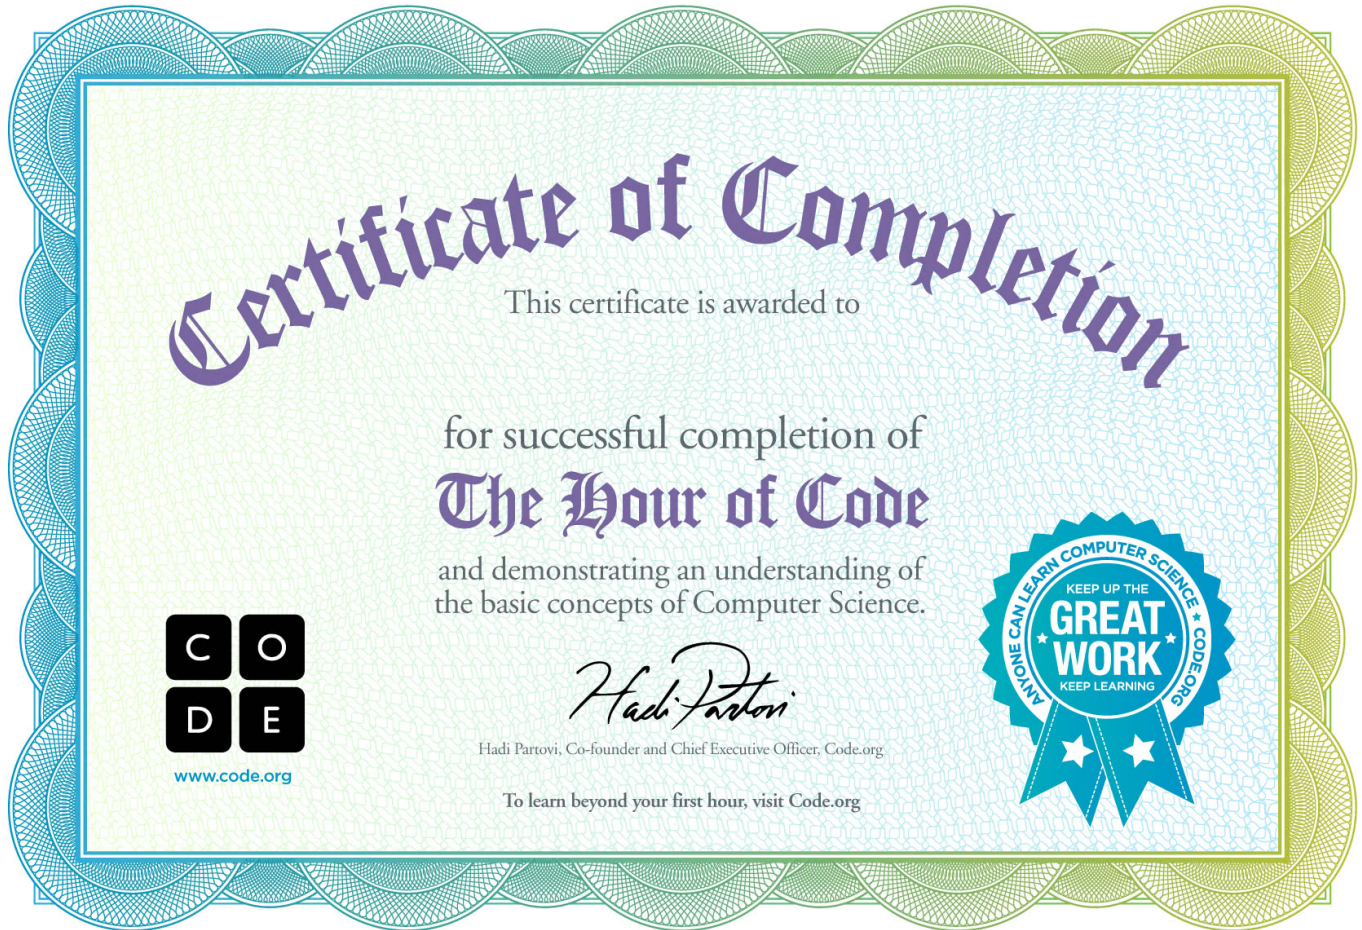 Certificate of Completion
This certificate is awarded to
for successful completion of
The Hour of Code
and demonstrating an understanding of
the basic concepts of Computer Science.
Hadi Partovi
Hadi Partovi, Co-founder and Chief Executive Officer, Code.org
To learn beyond your first hour, visit Code.org
C O
D E
www.code.org
ANYONE CAN LEARN COMPUTER SCIENCE ★ CODE.ORG
KEEP UP THE
GREAT
WORK
KEEP LEARNING